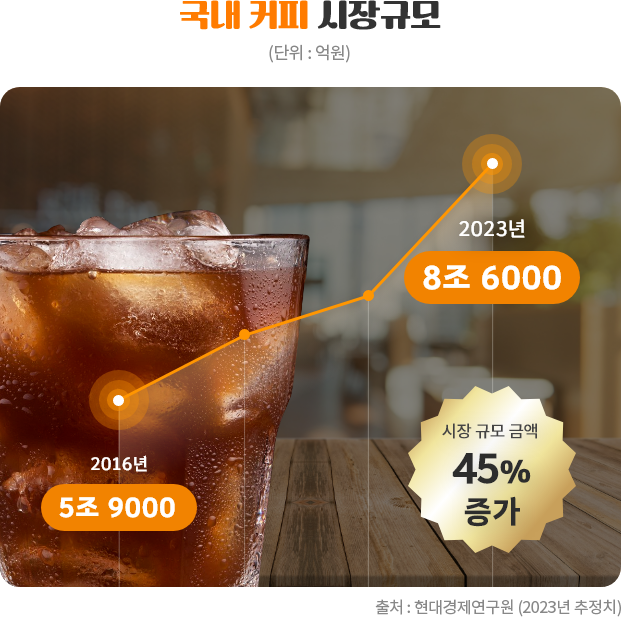 국내 커피 시장규모
(단위 : 억원)
2023년
8조 6000
시장 규모 금액
45%
증가
2016년
5조 9000
출처 : 현대경제연구원 (2023년 추정치)